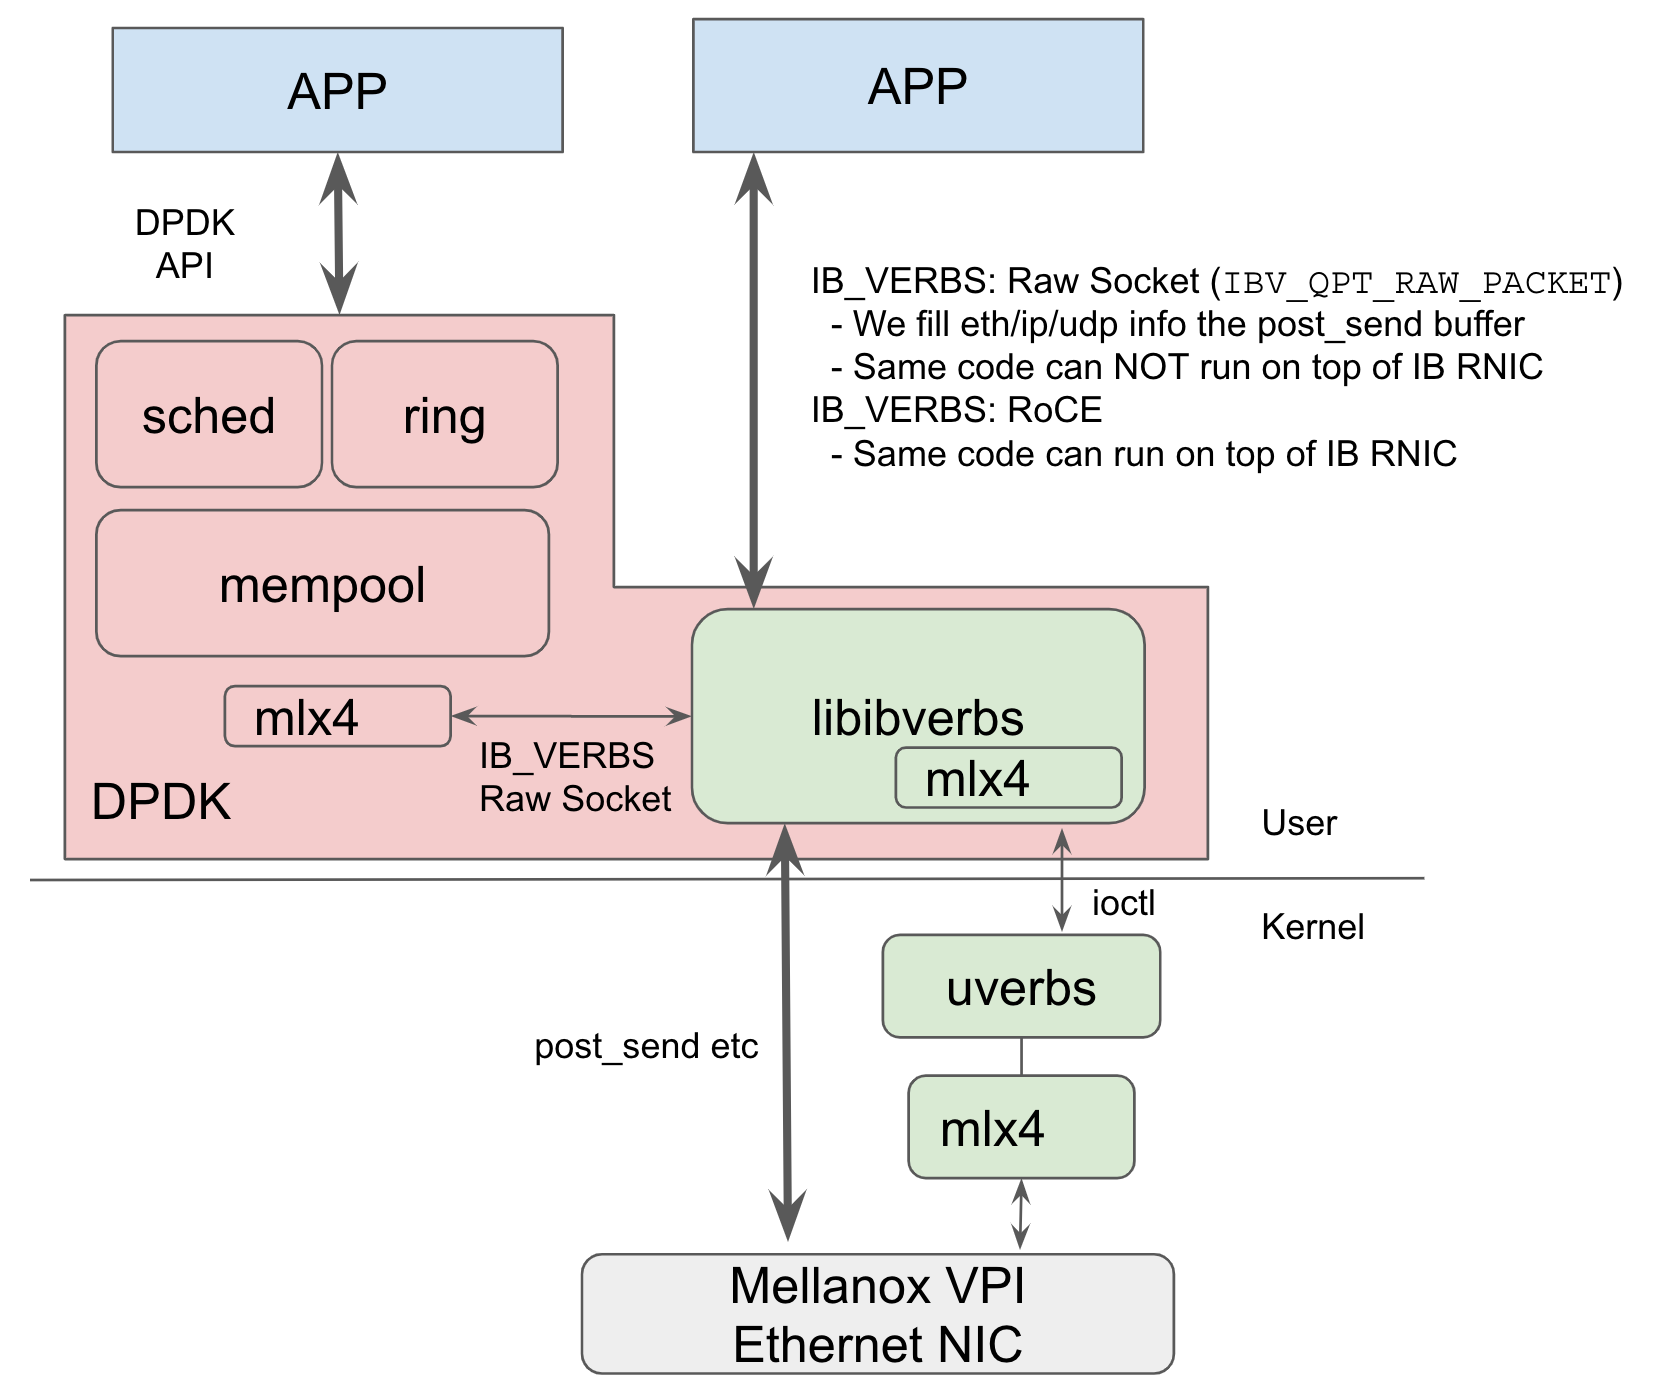 APP
APP
DPDK
API
IB_VERBS: Raw Socket (IBV_QPT_RAW_PACKET)
- We fill eth/ip/udp info the post_send buffer
- Same code can NOT run on top of IB RNIC
IB_VERBS: RoCE
- Same code can run on top of IB RNIC
sched
ring
mempool
mlx4
IB_VERBS
Raw Socket
DPDK
libibverbs
mlx4
User
ioctl
Kernel
uverbs
post_send etc
mlx4
Mellanox VPI
Ethernet NIC